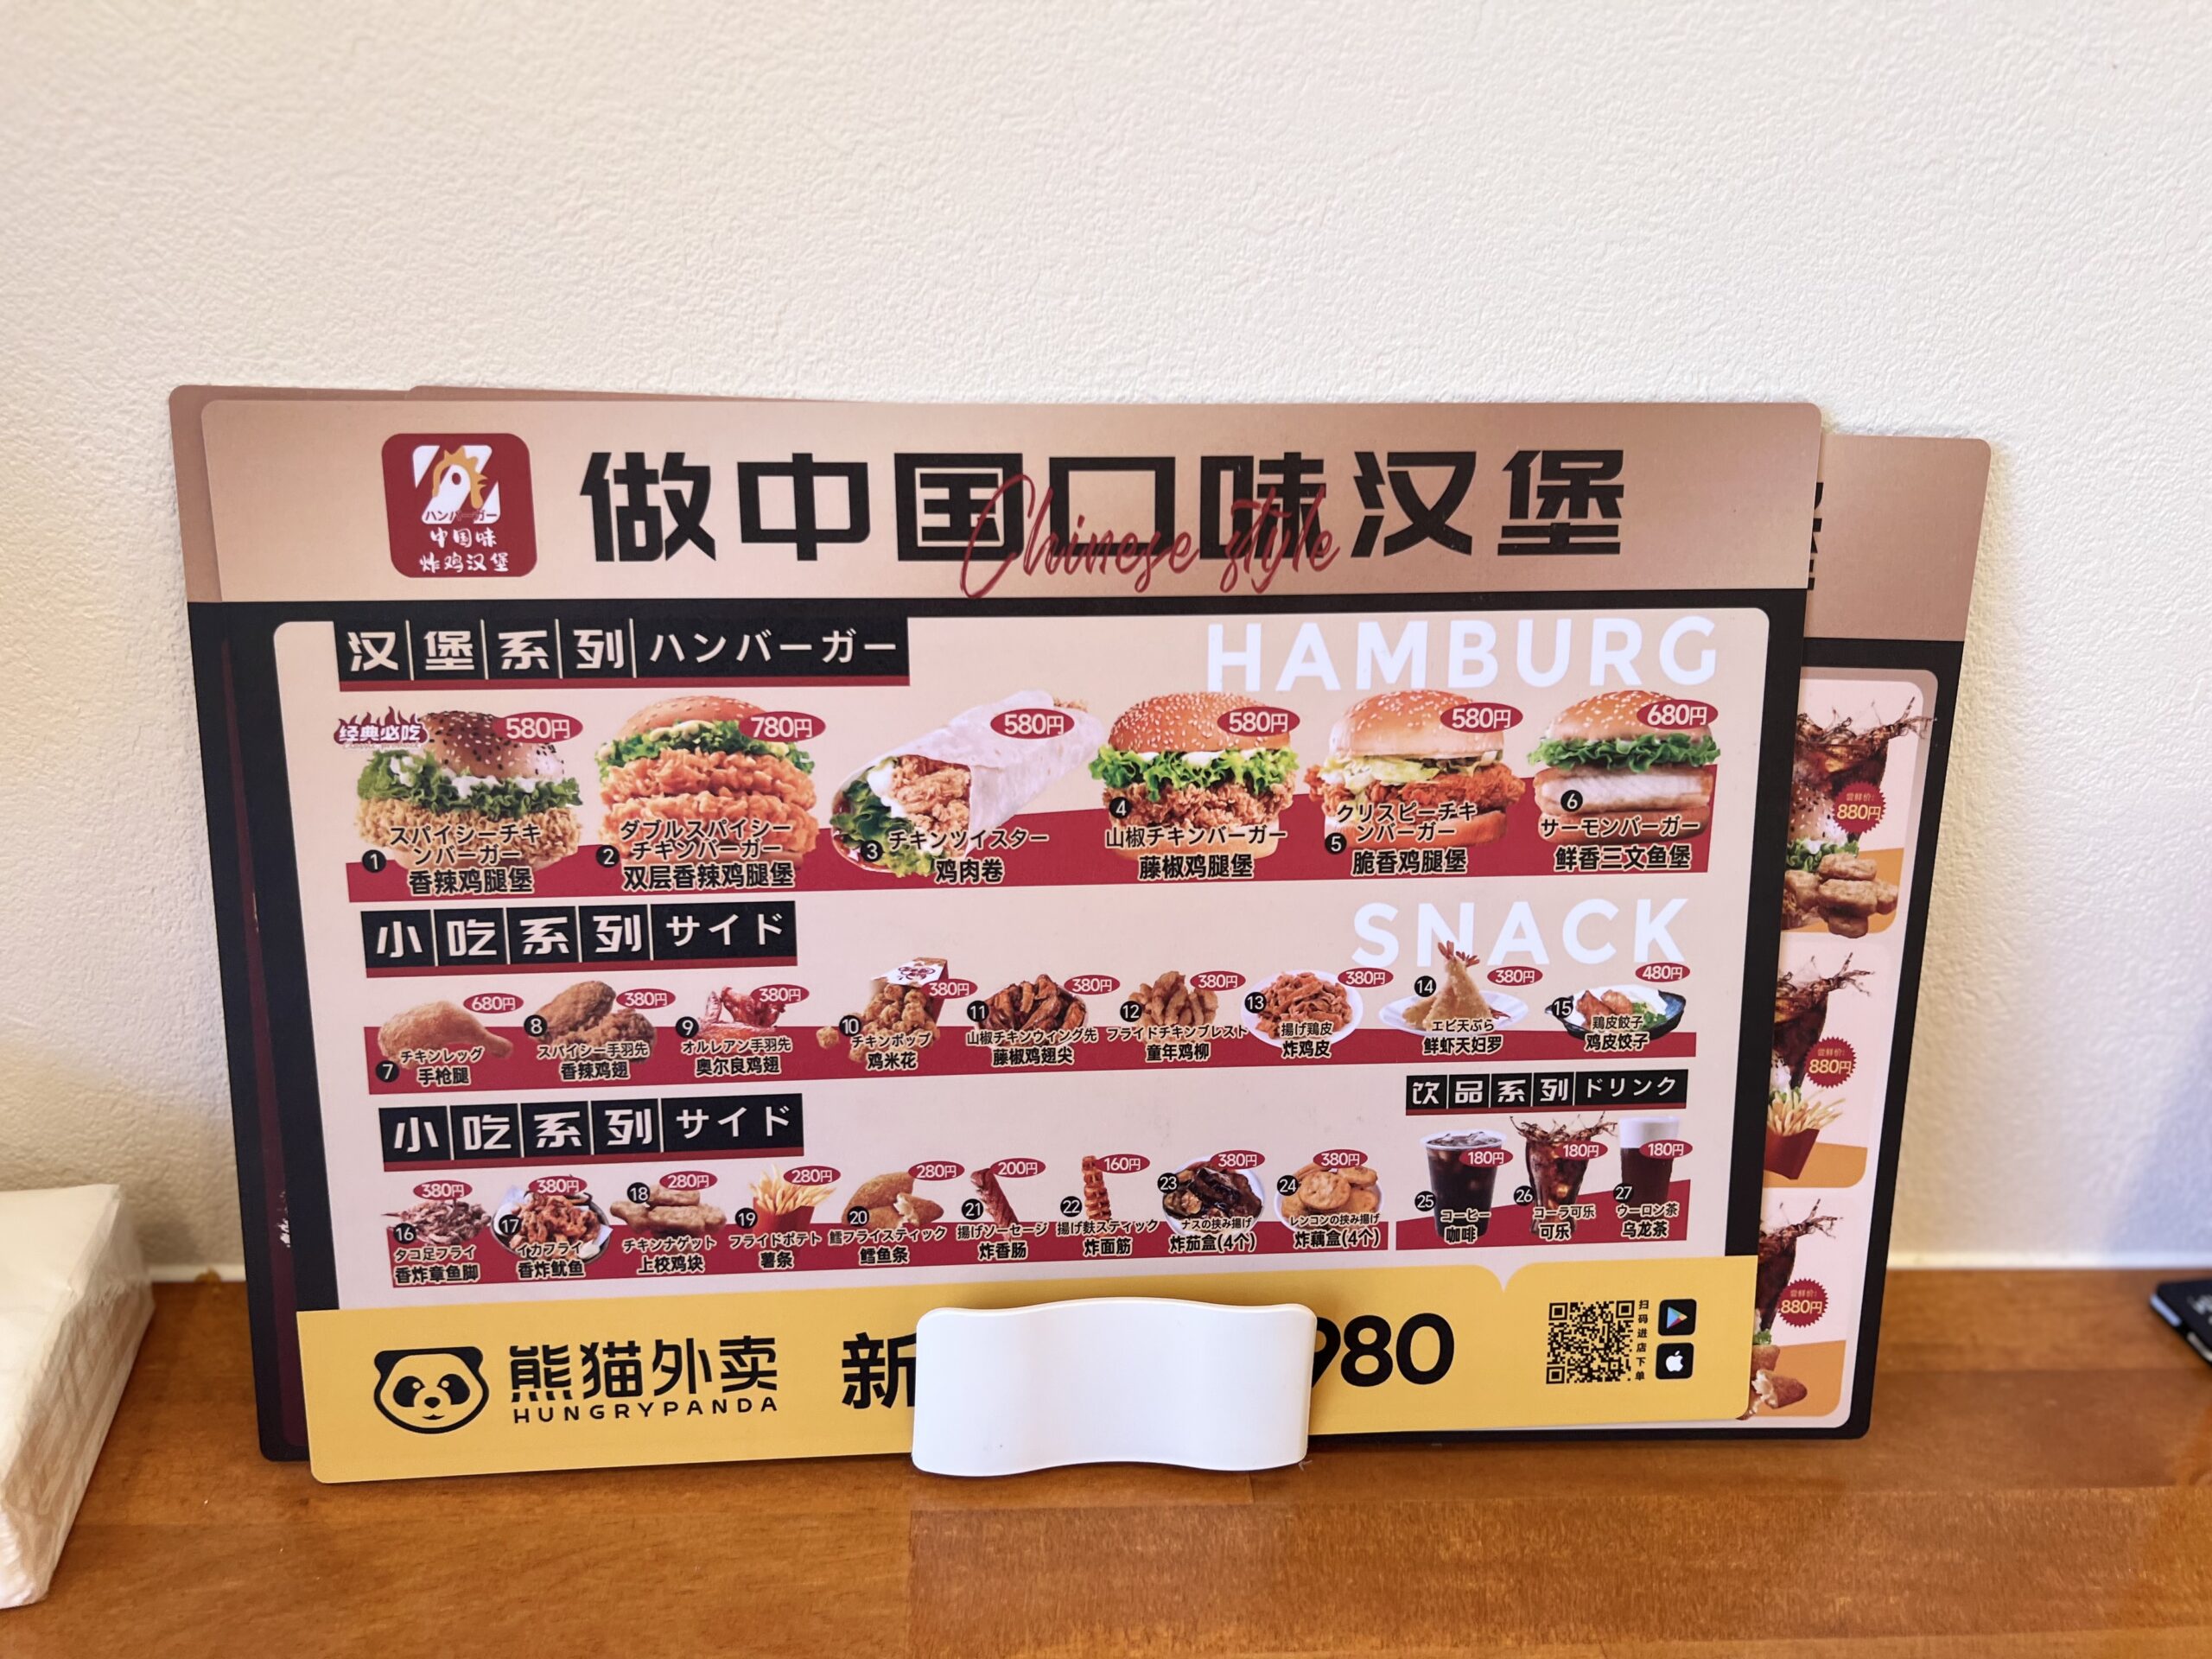 ハンバーガー
中国味
炸鸡汉堡
做中国口味汉堡
Chinese style
汉堡系列 ハンバーガー
HAMBURG
经典必吃
580円
1
スパイシーチキ
ンバーガー
香辣鸡腿堡
780円
2
ダブルスパイシー
チキンバーガー
双层香辣鸡腿堡
580円
3
チキンツイスター
鸡肉卷
580円
4
山椒チキンバーガー
藤椒鸡腿堡
580円
5
クリスピーチキ
ンバーガー
脆香鸡腿堡
680円
6
サーモンバーガー
鲜香三文鱼堡
小吃系列 サイド
SNACK
680円
7
チキンレッグ
手枪腿
380円
8
スパイシー手羽先
香辣鸡翅
380円
9
オルレアン手羽先
奥尔良鸡翅
380円
10
チキンポップ
鸡米花
380円
11
山椒チキンウィング先
藤椒鸡翅尖
380円
12
フライドチキンブレスト
童年鸡柳
380円
13
揚げ鶏皮
炸鸡皮
380円
14
エビ天ぷら
鲜虾天妇罗
480円
15
鶏皮餃子
鸡皮饺子
小吃系列 サイド
380円
16
タコ足フライ
香炸章鱼脚
380円
17
イカフライ
香炸鱿鱼
280円
18
チキンナゲット
上校鸡块
280円
19
フライドポテト
薯条
280円
20
鱈フライスティック
鳕鱼条
200円
21
揚げソーセージ
炸香肠
160円
22
揚げ麸スティック
炸面筋
380円
23
ナスの挟み揚げ
炸茄盒(4个)
380円
24
レンコンの挟み揚げ
炸藕盒(4个)
饮品系列 ドリンク
180円
25
コーヒー
咖啡
180円
26
コーラ可乐
可乐
180円
27
ウーロン茶
乌龙茶
熊猫外卖
HUNGRYPANDA
新
980
扫码进店下单
尝鲜价:
880円
尝鲜价:
880円
尝鲜价:
880円